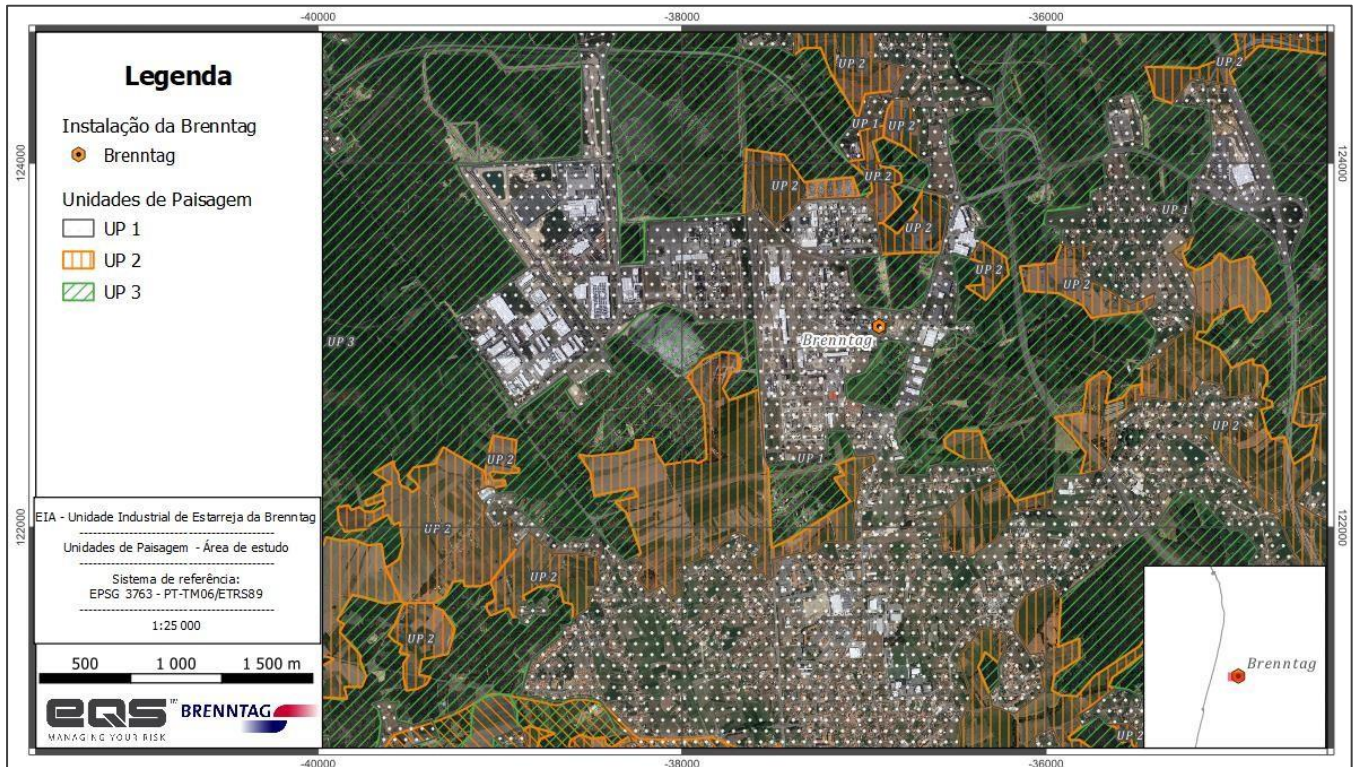 -40000
-38000
-36000
124000
124000
122000
122000
Legenda
Instalação da Brenntag
Brenntag
Unidades de Paisagem
UP 1
UP 2
UP 3
EIA - Unidade Industrial de Estarreja da Brenntag
Unidades de Paisagem - Área de estudo
Sistema de referência:
EPSG 3763 - PT-TM06/ETRS89
1:25 000
500 1 000 1 500 m
eQS™
MANAGING YOUR RISK
BRENNTAG
UP 2
UP 2
UP 1
UP 2
UP 2
UP 2
UP 2
UP 1
UP 2
UP 2
UP 3
Brenntag
UP 2
UP 1
UP 2
UP 2
UP 2
UP 2
UP 2
Brenntag
-40000
-38000
-36000